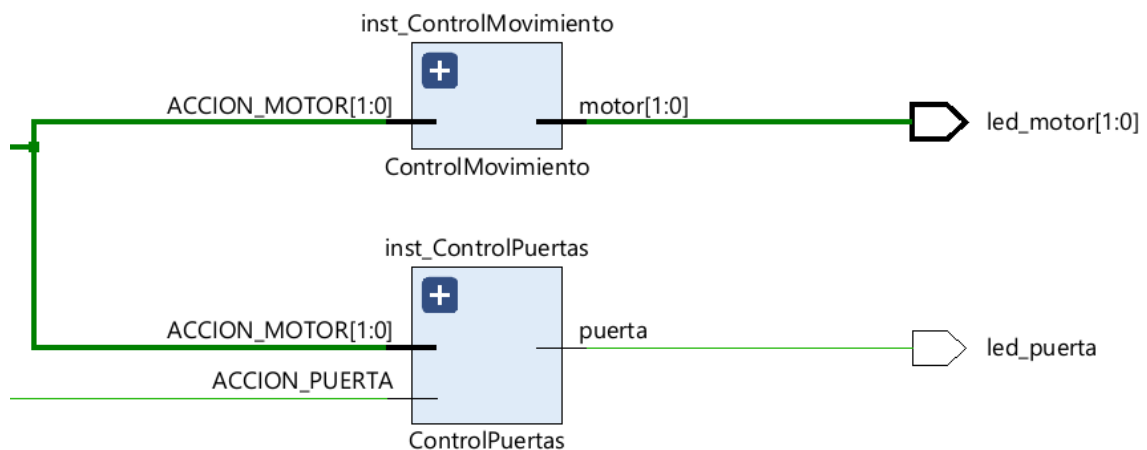 inst_ControlMovimiento
ACCION_MOTOR[1:0]
motor[1:0]
led_motor[1:0]
ControlMovimiento
inst_ControlPuertas
ACCION_MOTOR[1:0]
puerta
led_puerta
ACCION_PUERTA
ControlPuertas